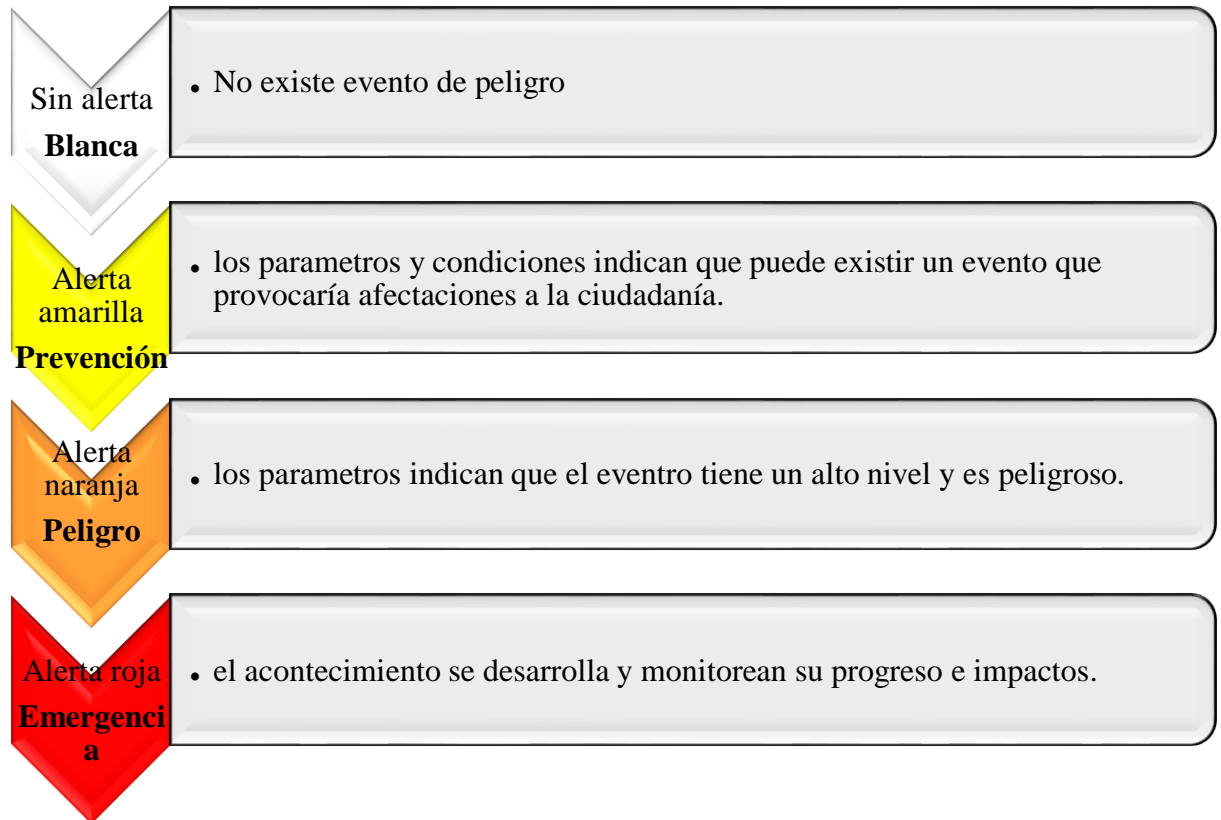 Sin alerta
Blanca
• No existe evento de peligro
Alerta
amarilla
Prevención
• los parametros y condiciones indican que puede existir un evento que
provocaría afectaciones a la ciudadanía.
Alerta
naranja
Peligro
• los parametros indican que el eventro tiene un alto nivel y es peligroso.
Alerta roja
Emergenci
a
• el acontecimiento se desarrolla y monitorean su progreso e impactos.